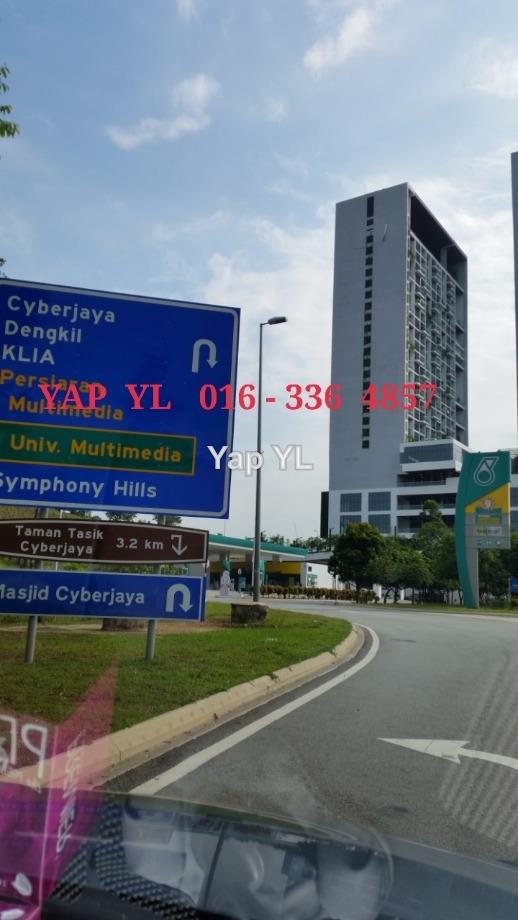 Cyberjaya
Dengkil
KLIA
Persiaran
Multimedia
YAP YL 016 - 336 4857
Univ. Multimedia
Yap YL
Symphony Hills
Taman Tasik
Cyberjaya 3.2 km
Masjid Cyberjaya